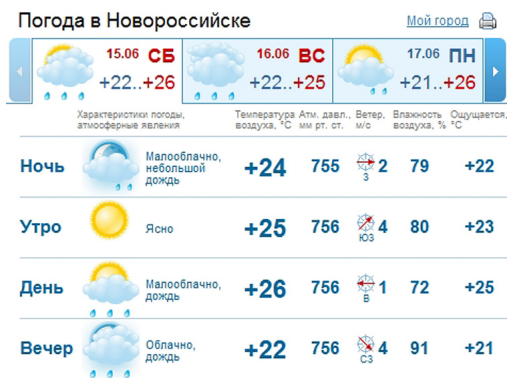 Погода в Новороссийске
Мой город
15.06 СБ
+22..+26
16.06 ВС
+22..+25
17.06 ПН
+21..+26
Характеристики погоды, атмосферные явления
Температура воздуха, °C
Атм. давл., мм рт. ст.
Ветер, м/с
Влажность воздуха, %
Ощущается, °C
Ночь
Малооблачно,
небольшой
дождь
+24
755
З
2
79
+22
Утро
Ясно
+25
756
ЮЗ
4
80
+23
День
Малооблачно,
дождь
+26
756
В
1
72
+25
Вечер
Облачно,
дождь
+22
756
СЗ
4
91
+21